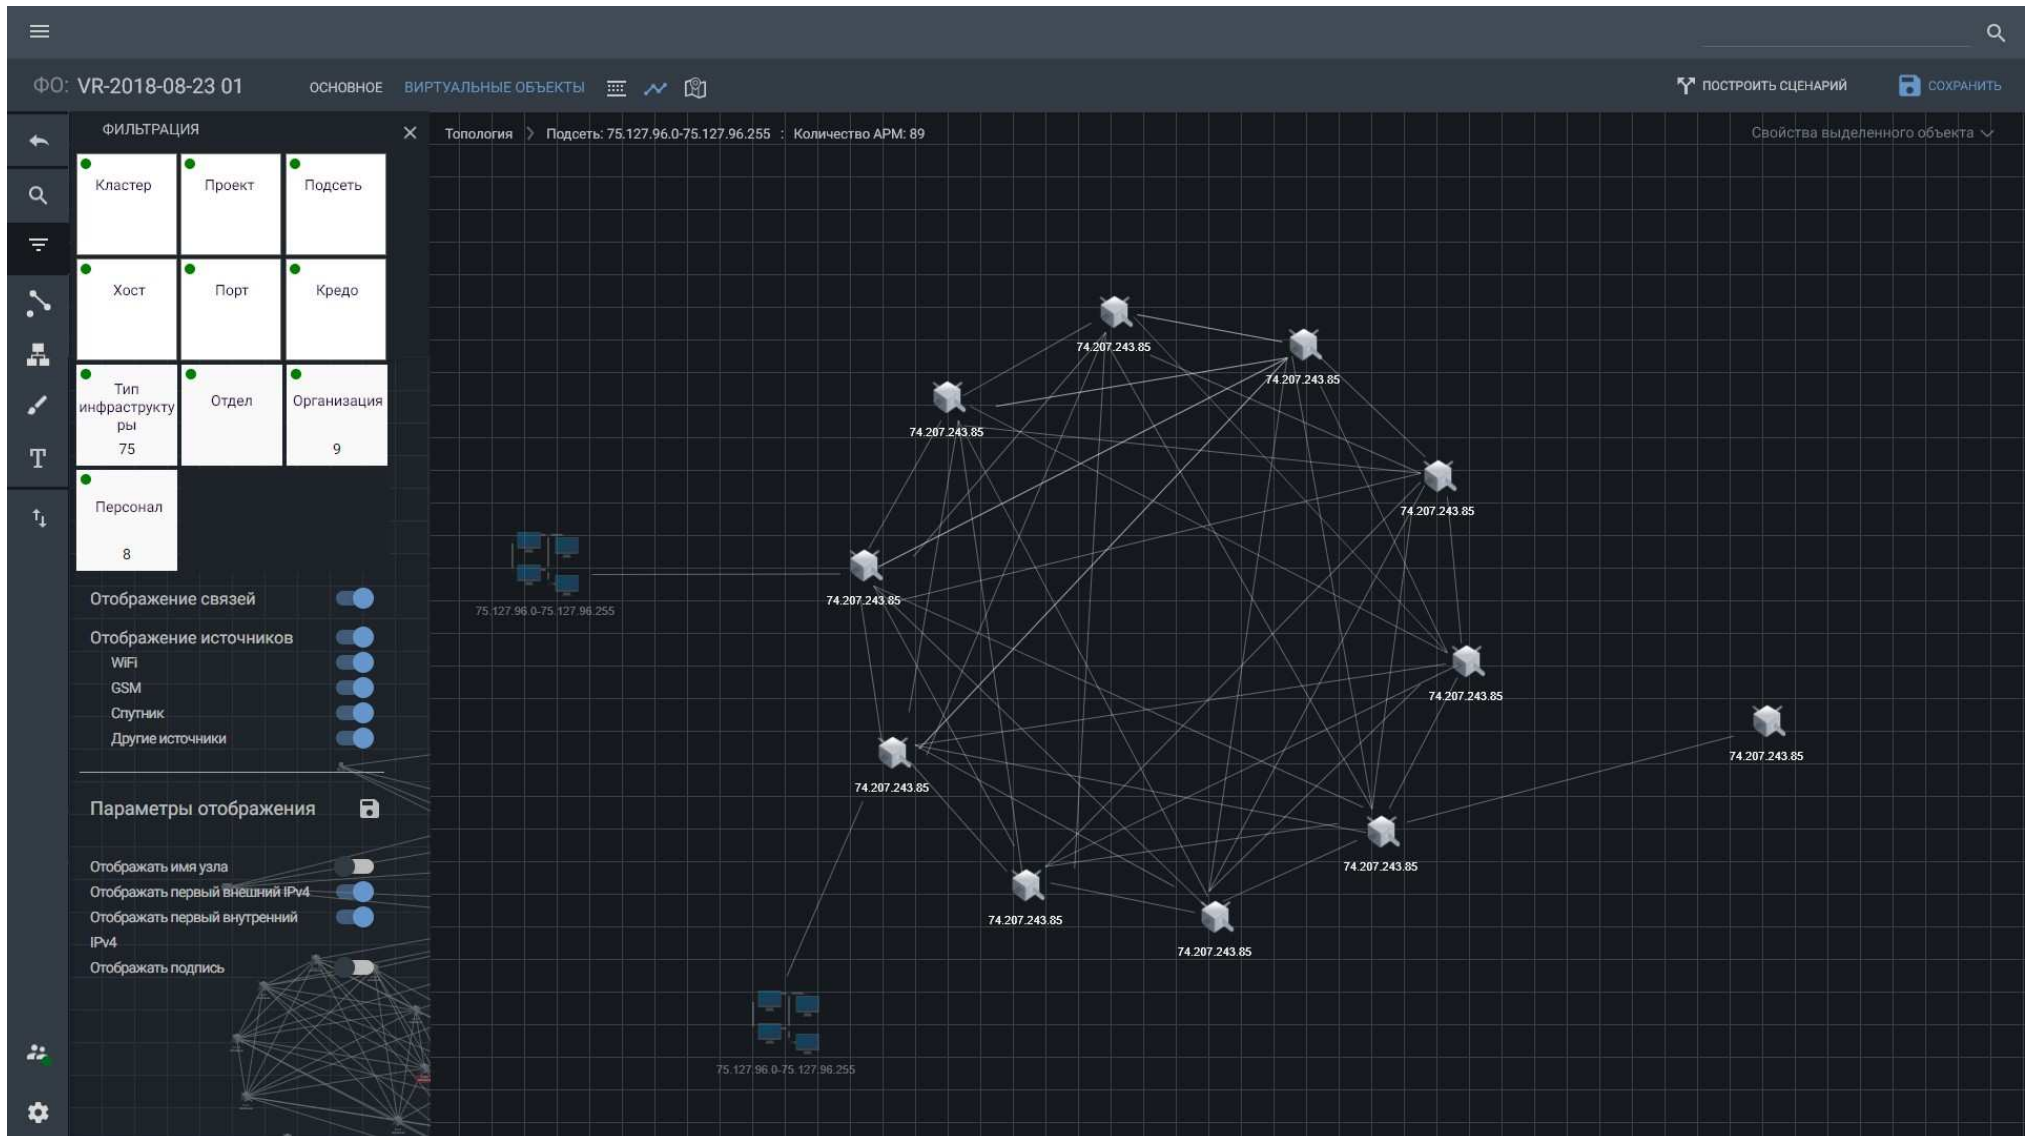 ФО: VR-2018-08-23 01
ОСНОВНОЕ
ВИРТУАЛЬНЫЕ ОБЪЕКТЫ
ПОСТРОИТЬ СЦЕНАРИЙ
СОХРАНИТЬ
ФИЛЬТРАЦИЯ
Кластер
Проект
Подсеть
Хост
Порт
Кредо
Тип
инфраструкту
ры
75
Отдел
Организация
9
Персонал
8
Отображение связей
Отображение источников
WiFi
GSM
Спутник
Другие источники
Параметры отображения
Отображать имя узла
Отображать первый внешний IPv4
Отображать первый внутренний
IPv4
Отображать подпись
Топология
Подсеть: 75.127.96.0-75.127.96.255 : Количество АРМ: 89
Свойства выделенного объекта
74.207.243.85
74.207.243.85
74.207.243.85
74.207.243.85
74.207.243.85
75.127.96.0-75.127.96.255
74.207.243.85
74.207.243.85
74.207.243.85
74.207.243.85
74.207.243.85
74.207.243.85
75.127.96.0-75.127.96.255